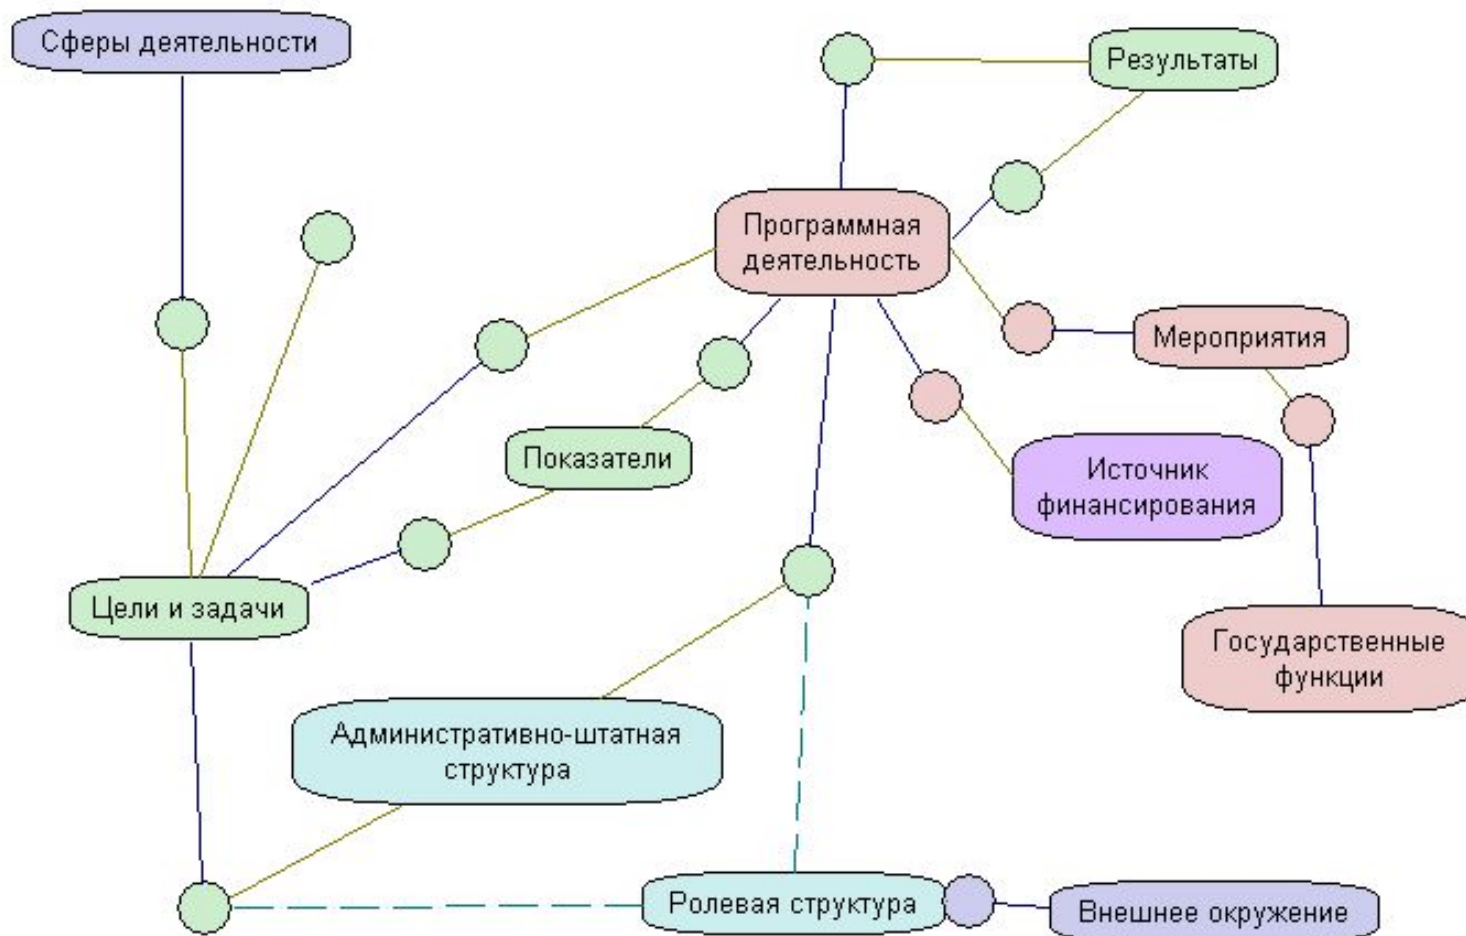 Сферы деятельности
Результаты
Программная
деятельность
Мероприятия
Показатели
Источник
финансирования
Цели и задачи
Государственные
функции
Административно-штатная
структура
Ролевая структура
Внешнее окружение